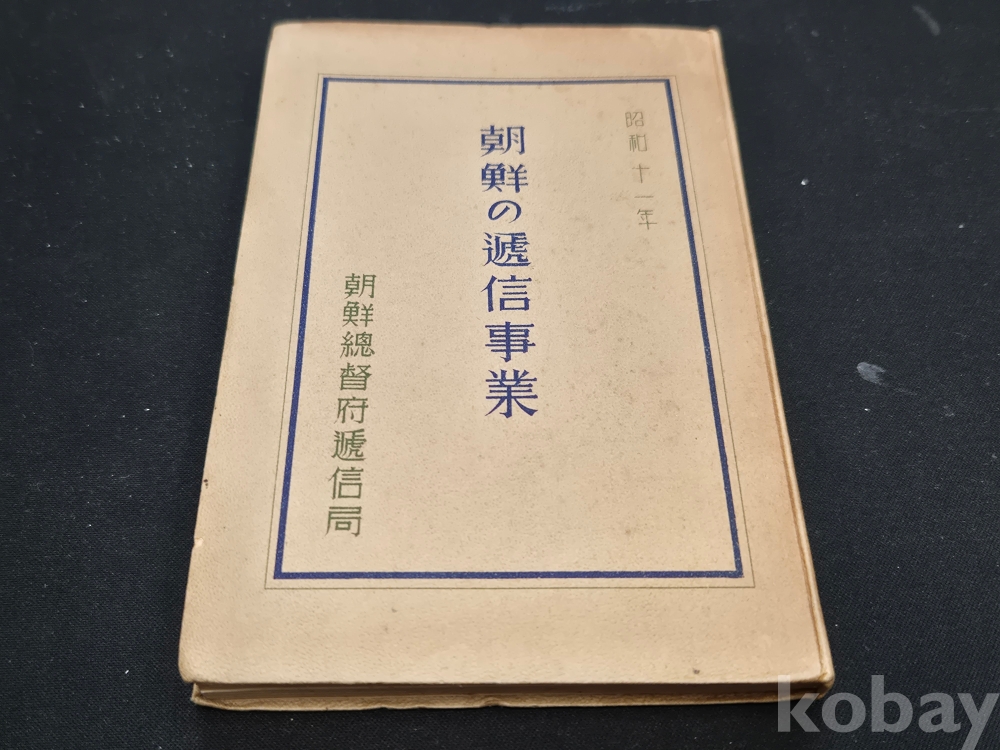 昭和十一年
朝鮮の遞信事業
朝鮮總督府遞信局
kobay